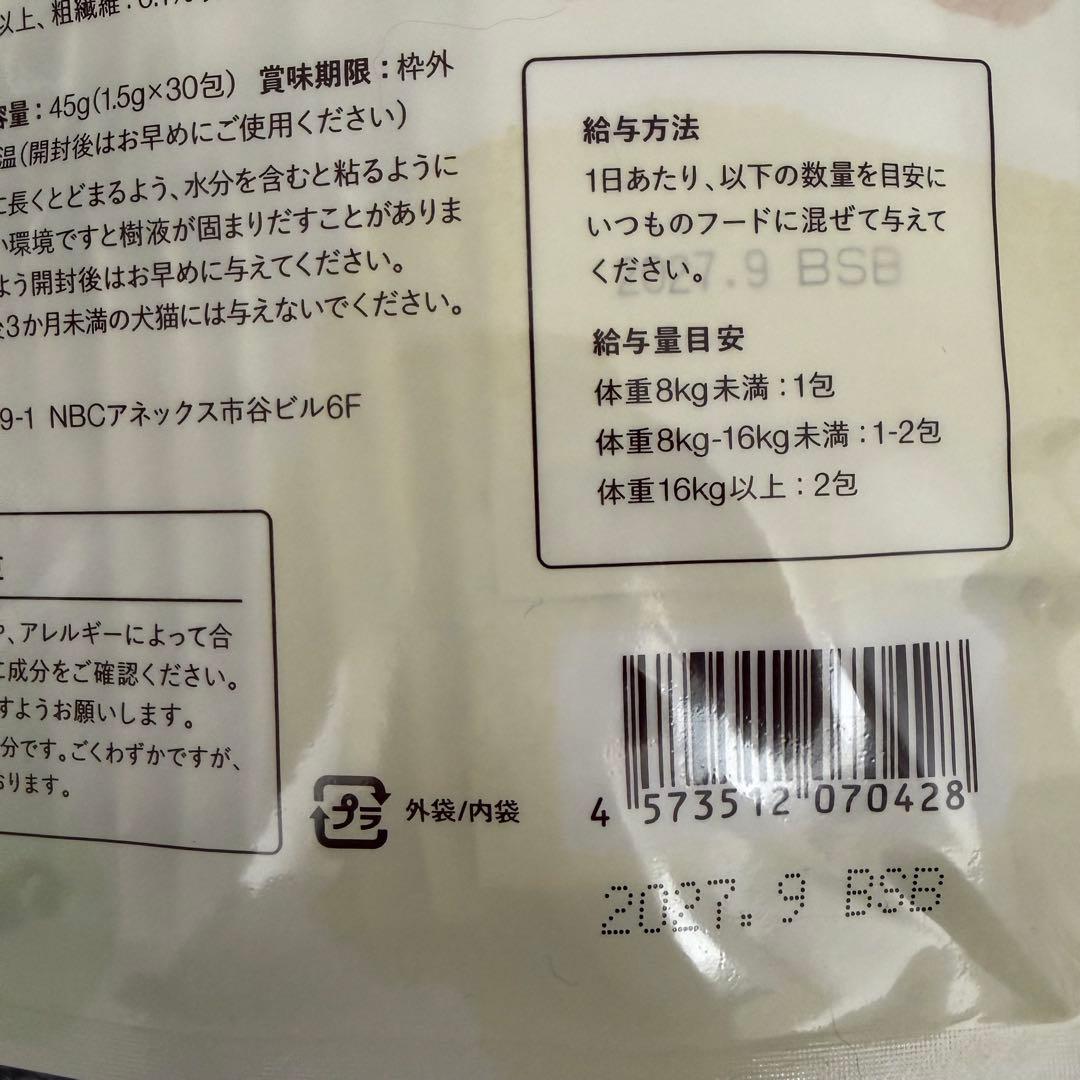 以上、粗繊維：0.1%
容量：45g(1.5g×30包) 賞味期限：枠外
温(開封後はお早めにご使用ください)
に長くとどまるよう、水分を含むと粘るように
い環境ですと樹液が固まりだすことがありま
よう開封後はお早めに与えてください。
後3か月未満の犬猫には与えないでください。
9-1 NBCアネックス市谷ビル6F
、アレルギーによって合
に成分をご確認ください。
すようお願いします。
分です。ごくわずかですが、
おります。
プラ 外袋/内袋
給与方法
1日あたり、以下の数量を目安に
いつものフードに混ぜて与えて
ください。
2027.9 BSB
給与量目安
体重8kg未満：1包
体重8kg-16kg未満：1-2包
体重16kg以上：2包
4 573512 070428
2027.9 BSB